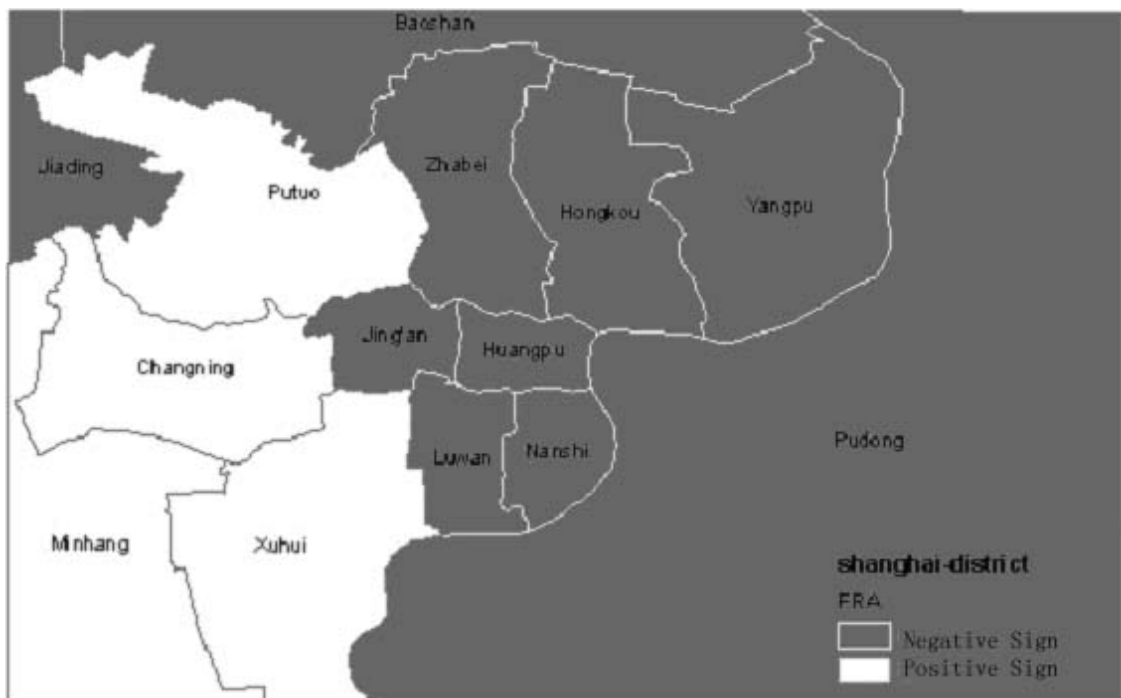 Baoshan
Jiading
Zhabei
Putuo
Hongkou
Yangpu
Jing'an
Huangpu
Changning
Pudong
Luwan
Nanshi
Minhang
Xuhui
shanghai-district
FRA
Negative Sign
Positive Sign